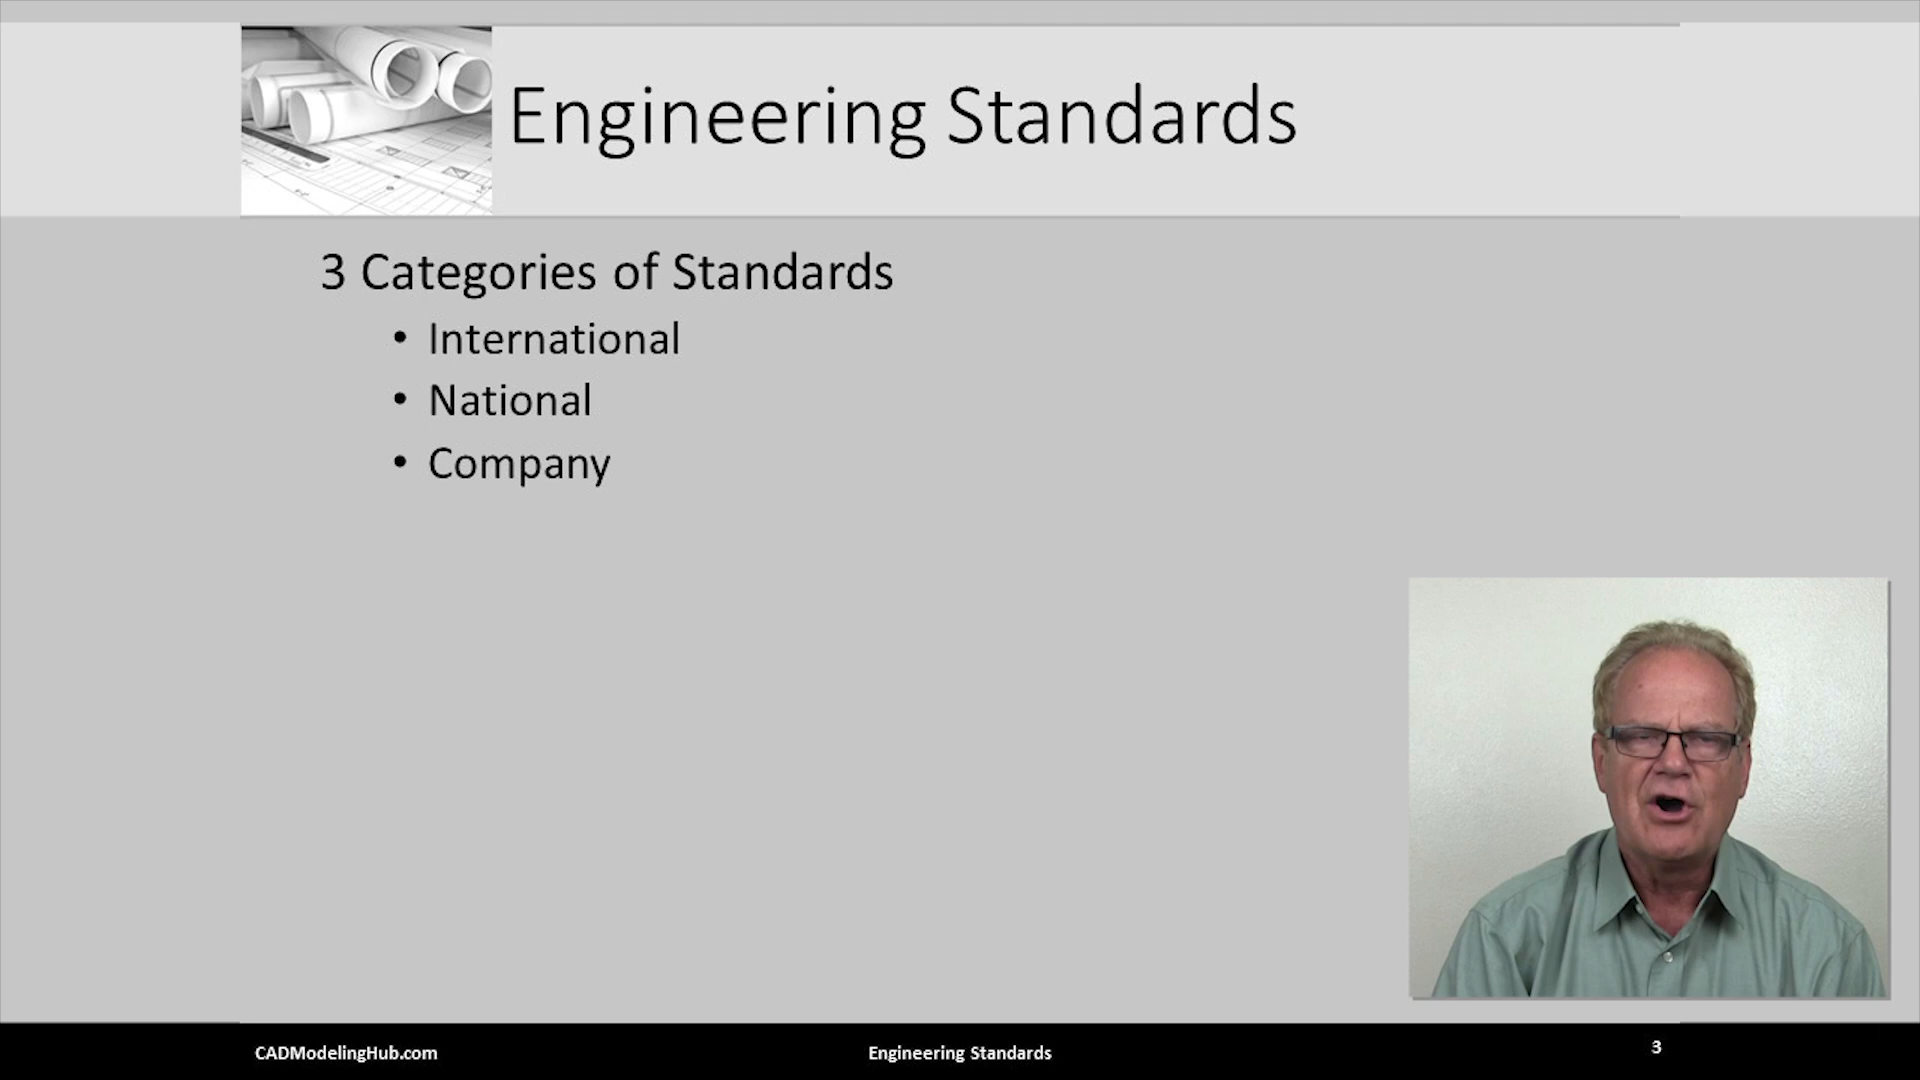 Engineering Standards
3 Categories of Standards
• International
• National
• Company
CADModelingHub.com
Engineering Standards
3